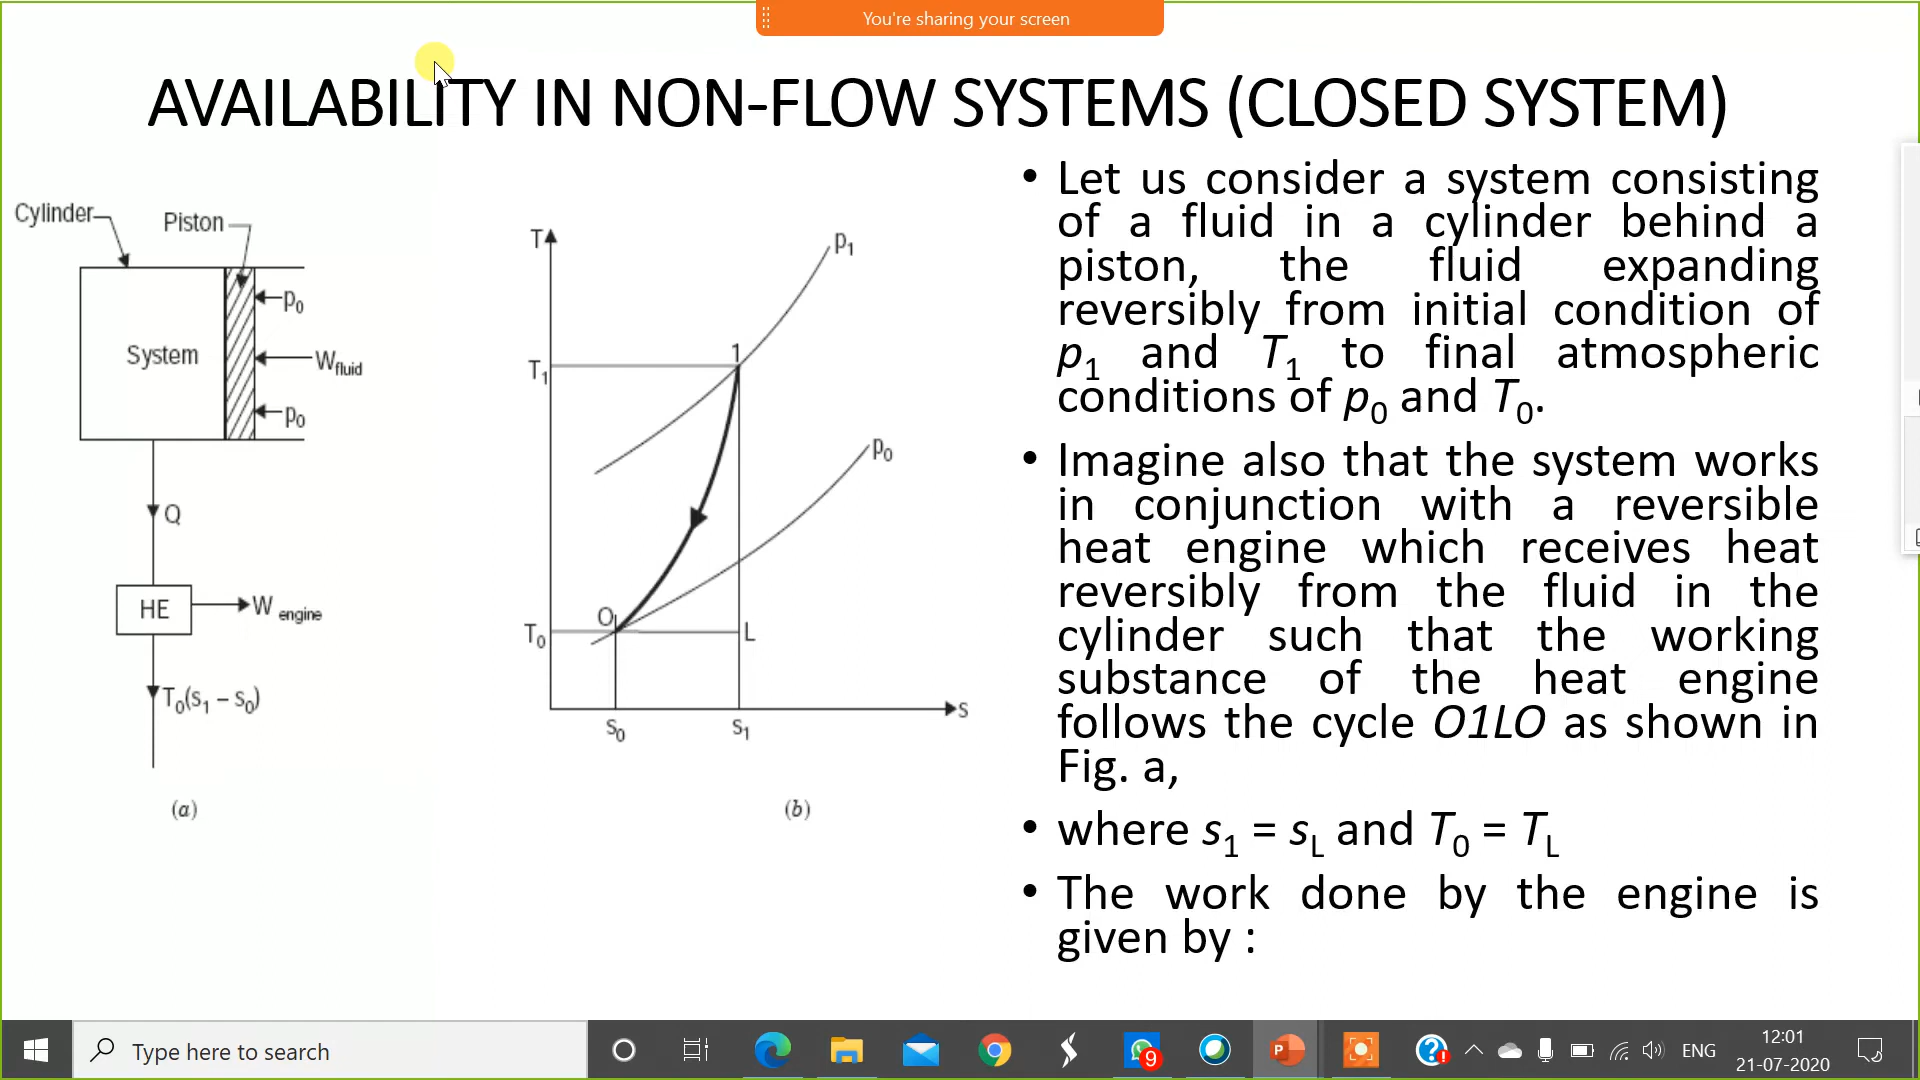 You're sharing your screen
AVAILABILITY IN NON-FLOW SYSTEMS (CLOSED SYSTEM)
Cylinder
Piston
p0
System
Wfluid
p0
Q
HE
W engine
T0(s1 – s0)
(a)
T
p1
1
T1
p0
O
T0
L
s
s0
s1
(b)
• Let us consider a system consisting
of a fluid in a cylinder behind a
piston, the fluid expanding
reversibly from initial condition of
p1 and T1 to final atmospheric
conditions of p0 and T0.
• Imagine also that the system works
in conjunction with a reversible
heat engine which receives heat
reversibly from the fluid in the
cylinder such that the working
substance of the heat engine
follows the cycle O1LO as shown in
Fig. a,
• where s1 = sL and T0 = TL
• The work done by the engine is
given by :
Type here to search
9
P
ENG
12:01
21-07-2020